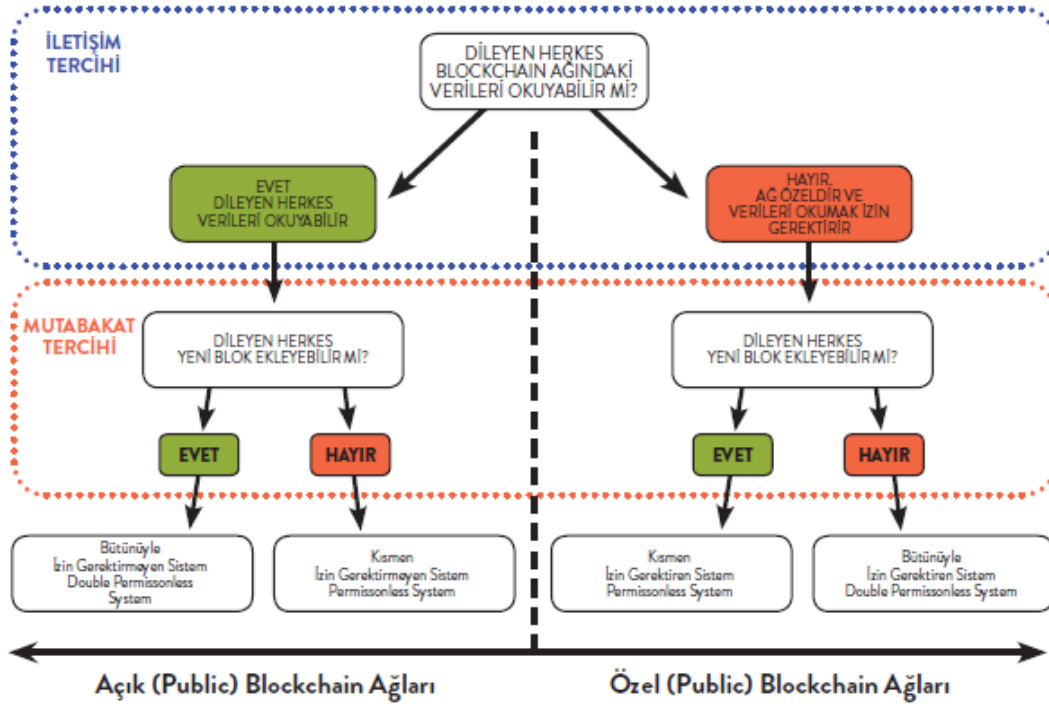 İLETİŞİM
TERCİHİ
DİLEYEN HERKES
BLOCKCHAIN AĞINDAKİ
VERİLERİ OKUYABİLİR Mİ?
EVET
DİLEYEN HERKES
VERİLERİ OKUYABİLİR
HAYIR.
AĞ ÖZELDİR VE
VERİLERİ OKUMAK İZİN
GEREKTİRİR
MUTABAKAT
TERCİHİ
DİLEYEN HERKES
YENİ BLOK EKLEYEBİLİR Mİ?
DİLEYEN HERKES
YENİ BLOK EKLEYEBİLİR Mİ?
EVET
HAYIR
EVET
HAYIR
Bütünüyle
İzin Gerektirmeyen Sistem
Double Permissonless
System
Kısmen
İzin Gerektirmeyen Sistem
Permissonless System
Kısmen
İzin Gerektiren Sistem
Permissonless System
Bütünüyle
İzin Gerektiren Sistem
Double Permissonless System
Açık (Public) Blockchain Ağları
Özel (Public) Blockchain Ağları